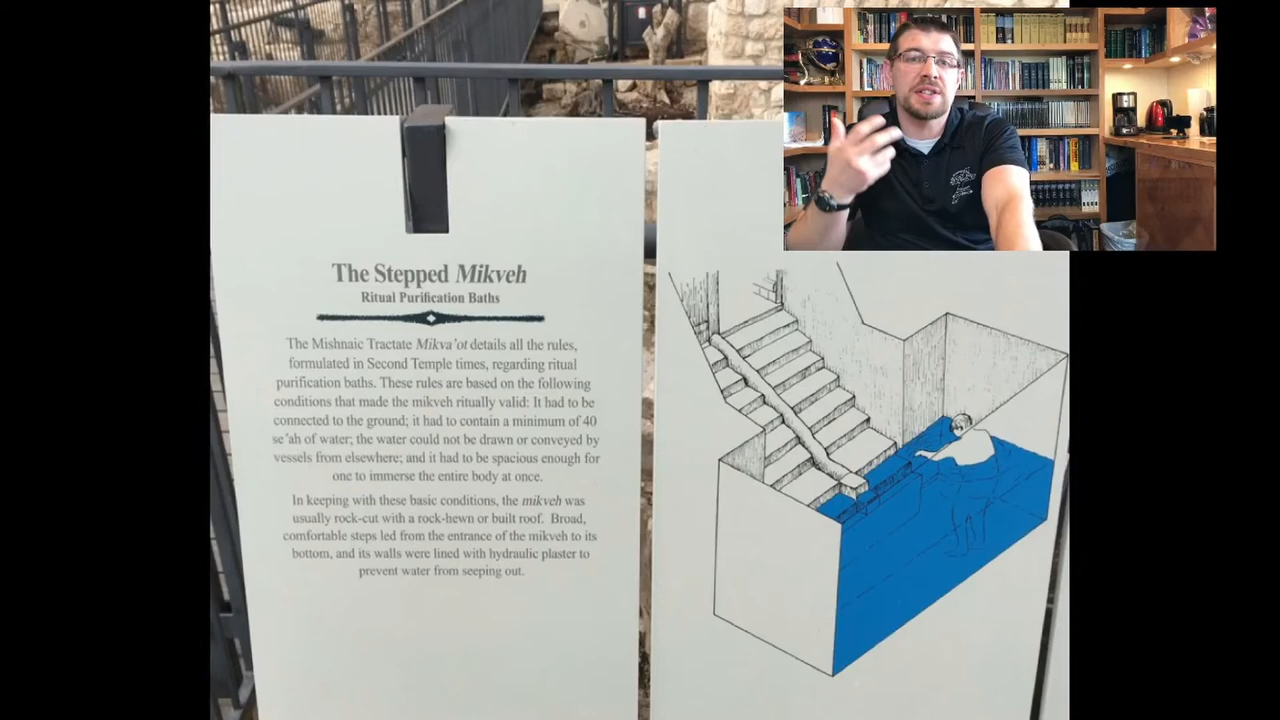 The Stepped Mikveh
Ritual Purification Baths
The Mishnaic Tractate Mikva'ot details all the rules,
formulated in Second Temple times, regarding ritual
purification baths. These rules are based on the following
conditions that made the mikveh ritually valid: It had to be
connected to the ground; it had to contain a minimum of 40
se'ah of water; the water could not be drawn or conveyed by
vessels from elsewhere; and it had to be spacious enough for
one to immerse the entire body at once.
In keeping with these basic conditions, the mikveh was
usually rock-cut with a rock-hewn or built roof. Broad,
comfortable steps led from the entrance of the mikveh to its
bottom, and its walls were lined with hydraulic plaster to
prevent water from seeping out.